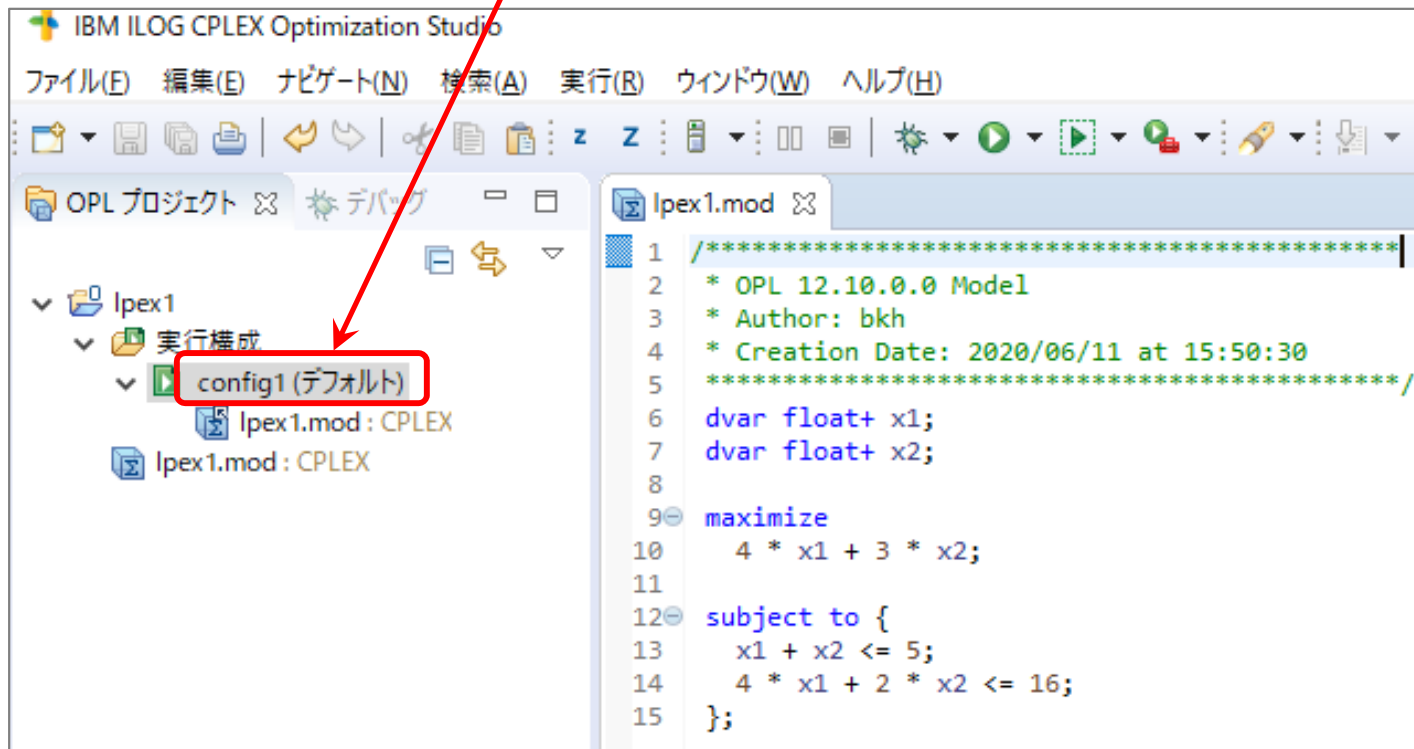 IBM ILOG CPLEX Optimization Studio
ファイル(F) 編集(E) ナビゲート(N) 検索(A) 実行(R) ウィンドウ(W) ヘルプ(H)
z Z
OPL プロジェクト デバッグ
lpex1
実行構成
config1 (デフォルト)
lpex1.mod : CPLEX
lpex1.mod : CPLEX
lpex1.mod
1 /*********************************************
2 * OPL 12.10.0.0 Model
3 * Author: bkh
4 * Creation Date: 2020/06/11 at 15:50:30
5 *********************************************/
6 dvar float+ x1;
7 dvar float+ x2;
8
9 maximize
10 4 * x1 + 3 * x2;
11
12 subject to {
13 x1 + x2 <= 5;
14 4 * x1 + 2 * x2 <= 16;
15 };